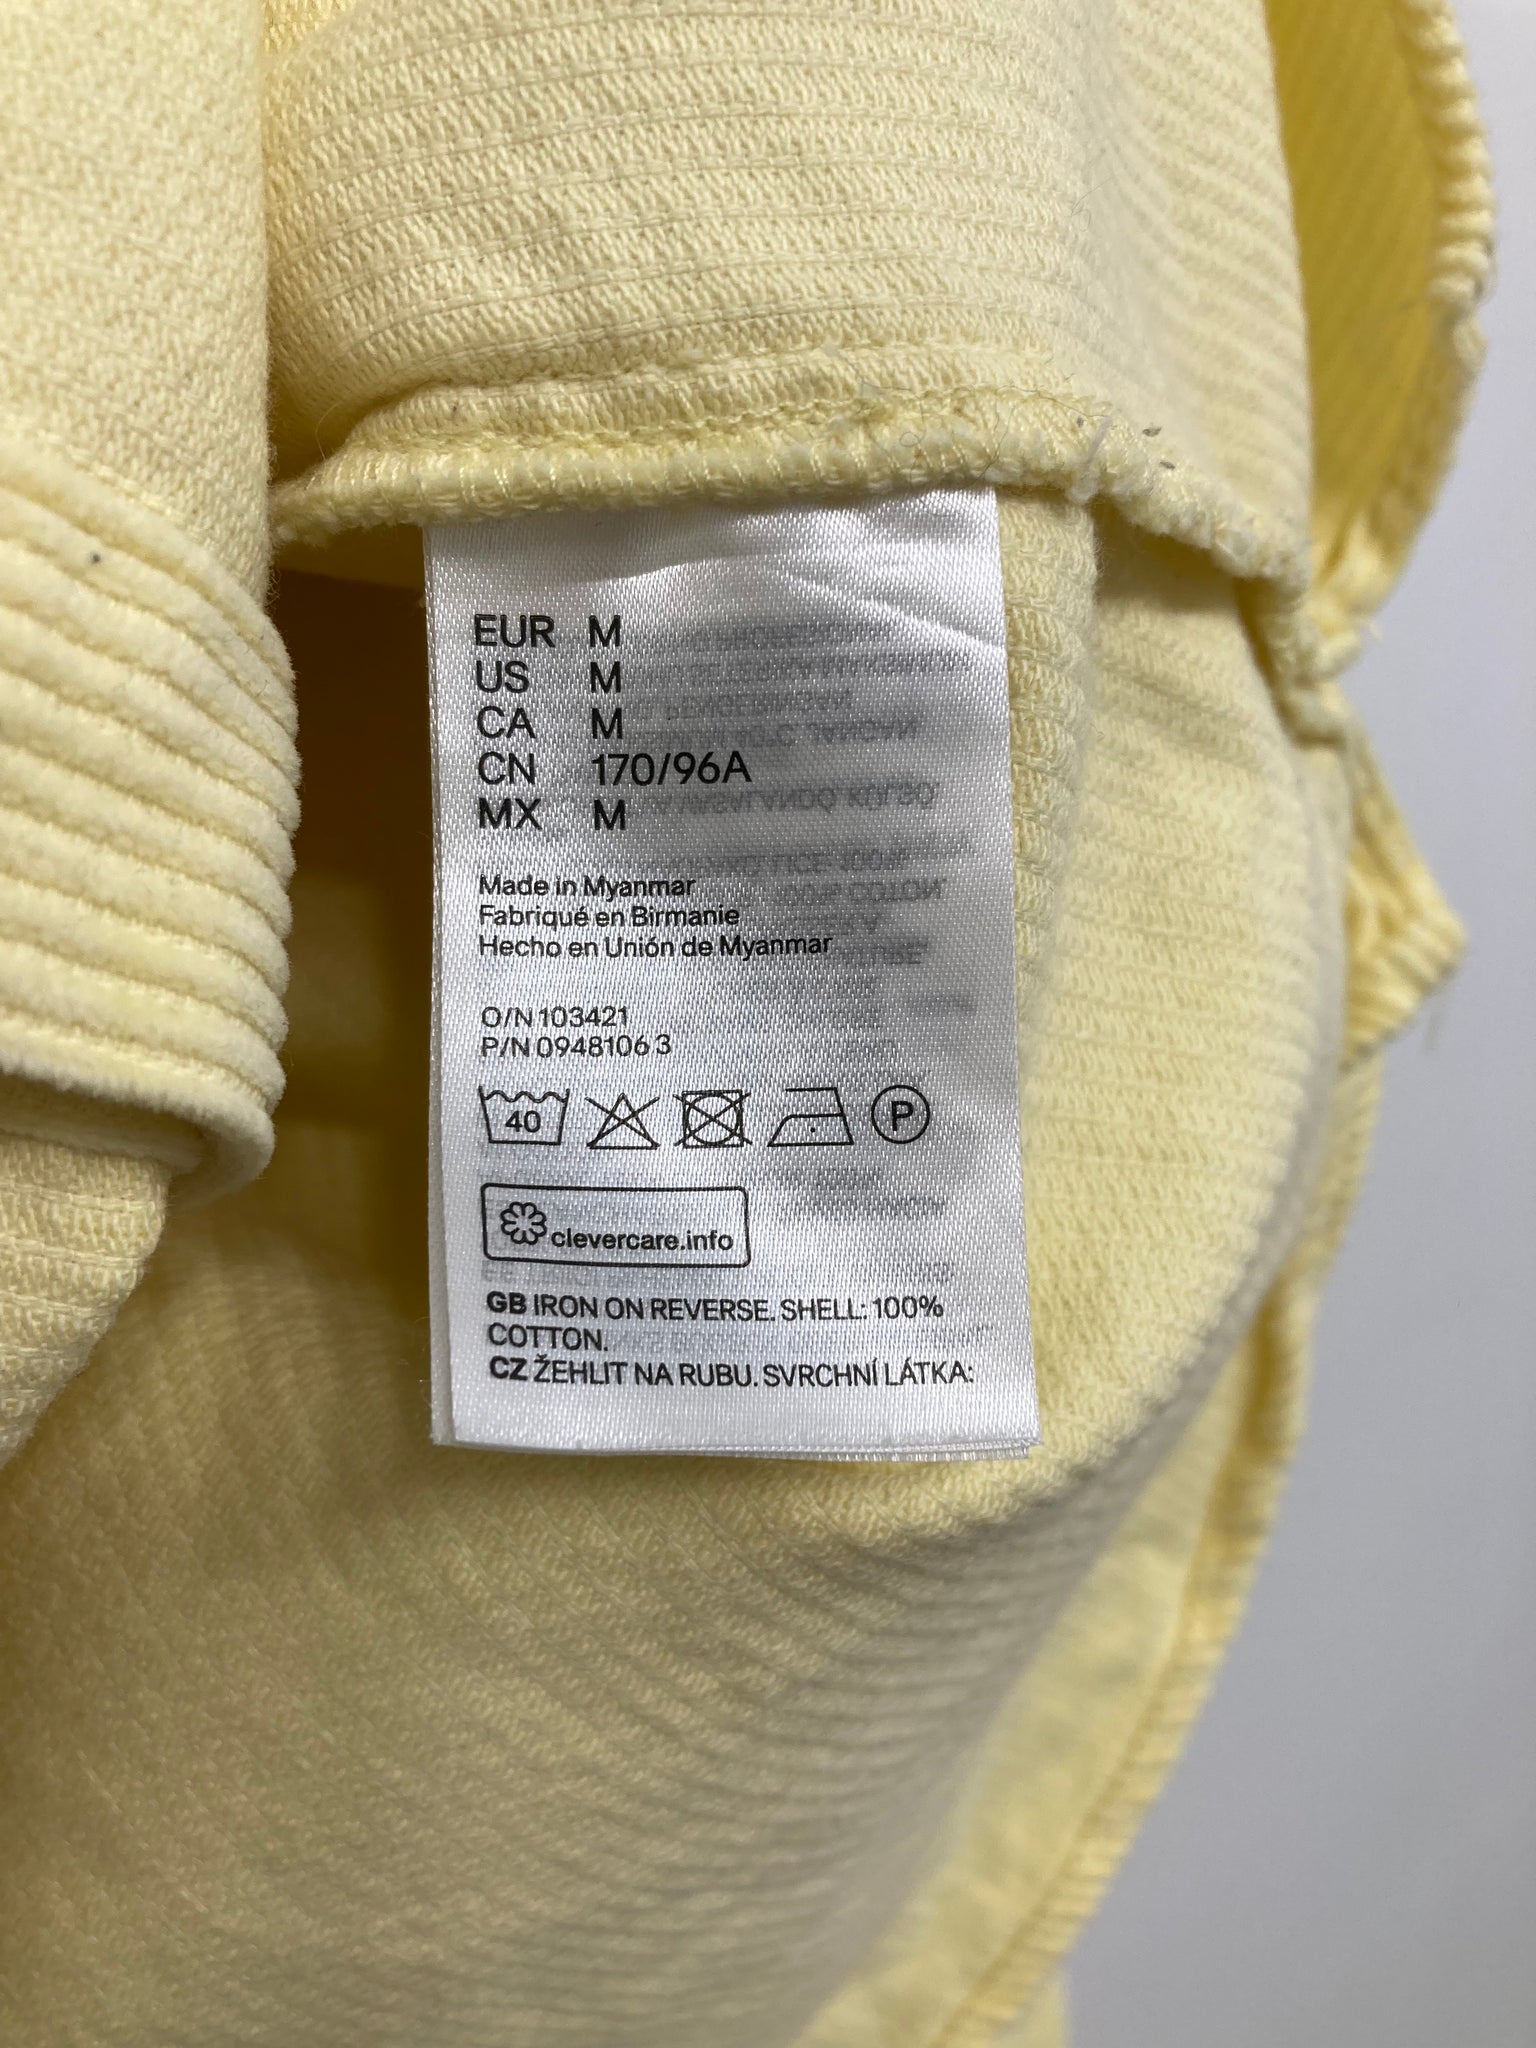 EUR M
US M
CA M
CN 170/96A
MX M
Made in Myanmar
Fabriqué en Birmanie
Hecho en Unión de Myanmar
O/N 103421
P/N 0948106 3
40
P
clevercare.info
GB IRON ON REVERSE. SHELL: 100%
COTTON.
CZ ŽEHLIT NA RUBU. SVRCHNÍ LÁTKA: